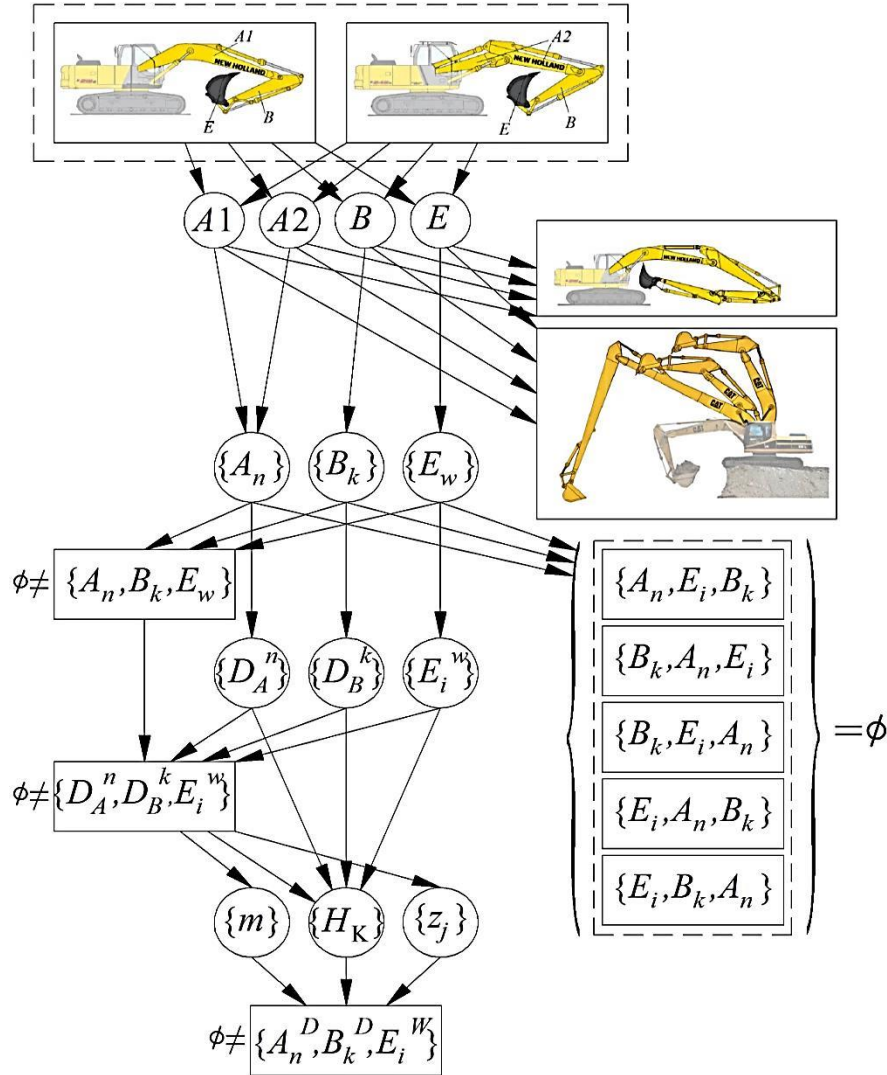 A1
NEW HOLLAND
E
B
A2
NEW HOLLAND
E
B
A1 A2 B E
NEW HOLLAND
CAT
CAT
CAT
{A_n} {B_k} {E_w}
ϕ≠ {A_n,B_k,E_w}
{D_A^n} {D_B^k} {E_i^w}
ϕ≠ {D_A^n,D_B^k,E_i^w}
{A_n,E_i,B_k}
{B_k,A_n,E_i}
{B_k,E_i,A_n}
{E_i,A_n,B_k}
{E_i,B_k,A_n}
=ϕ
{m} {H_K} {z_j}
ϕ≠ {A_n^D,B_k^D,E_i^W}